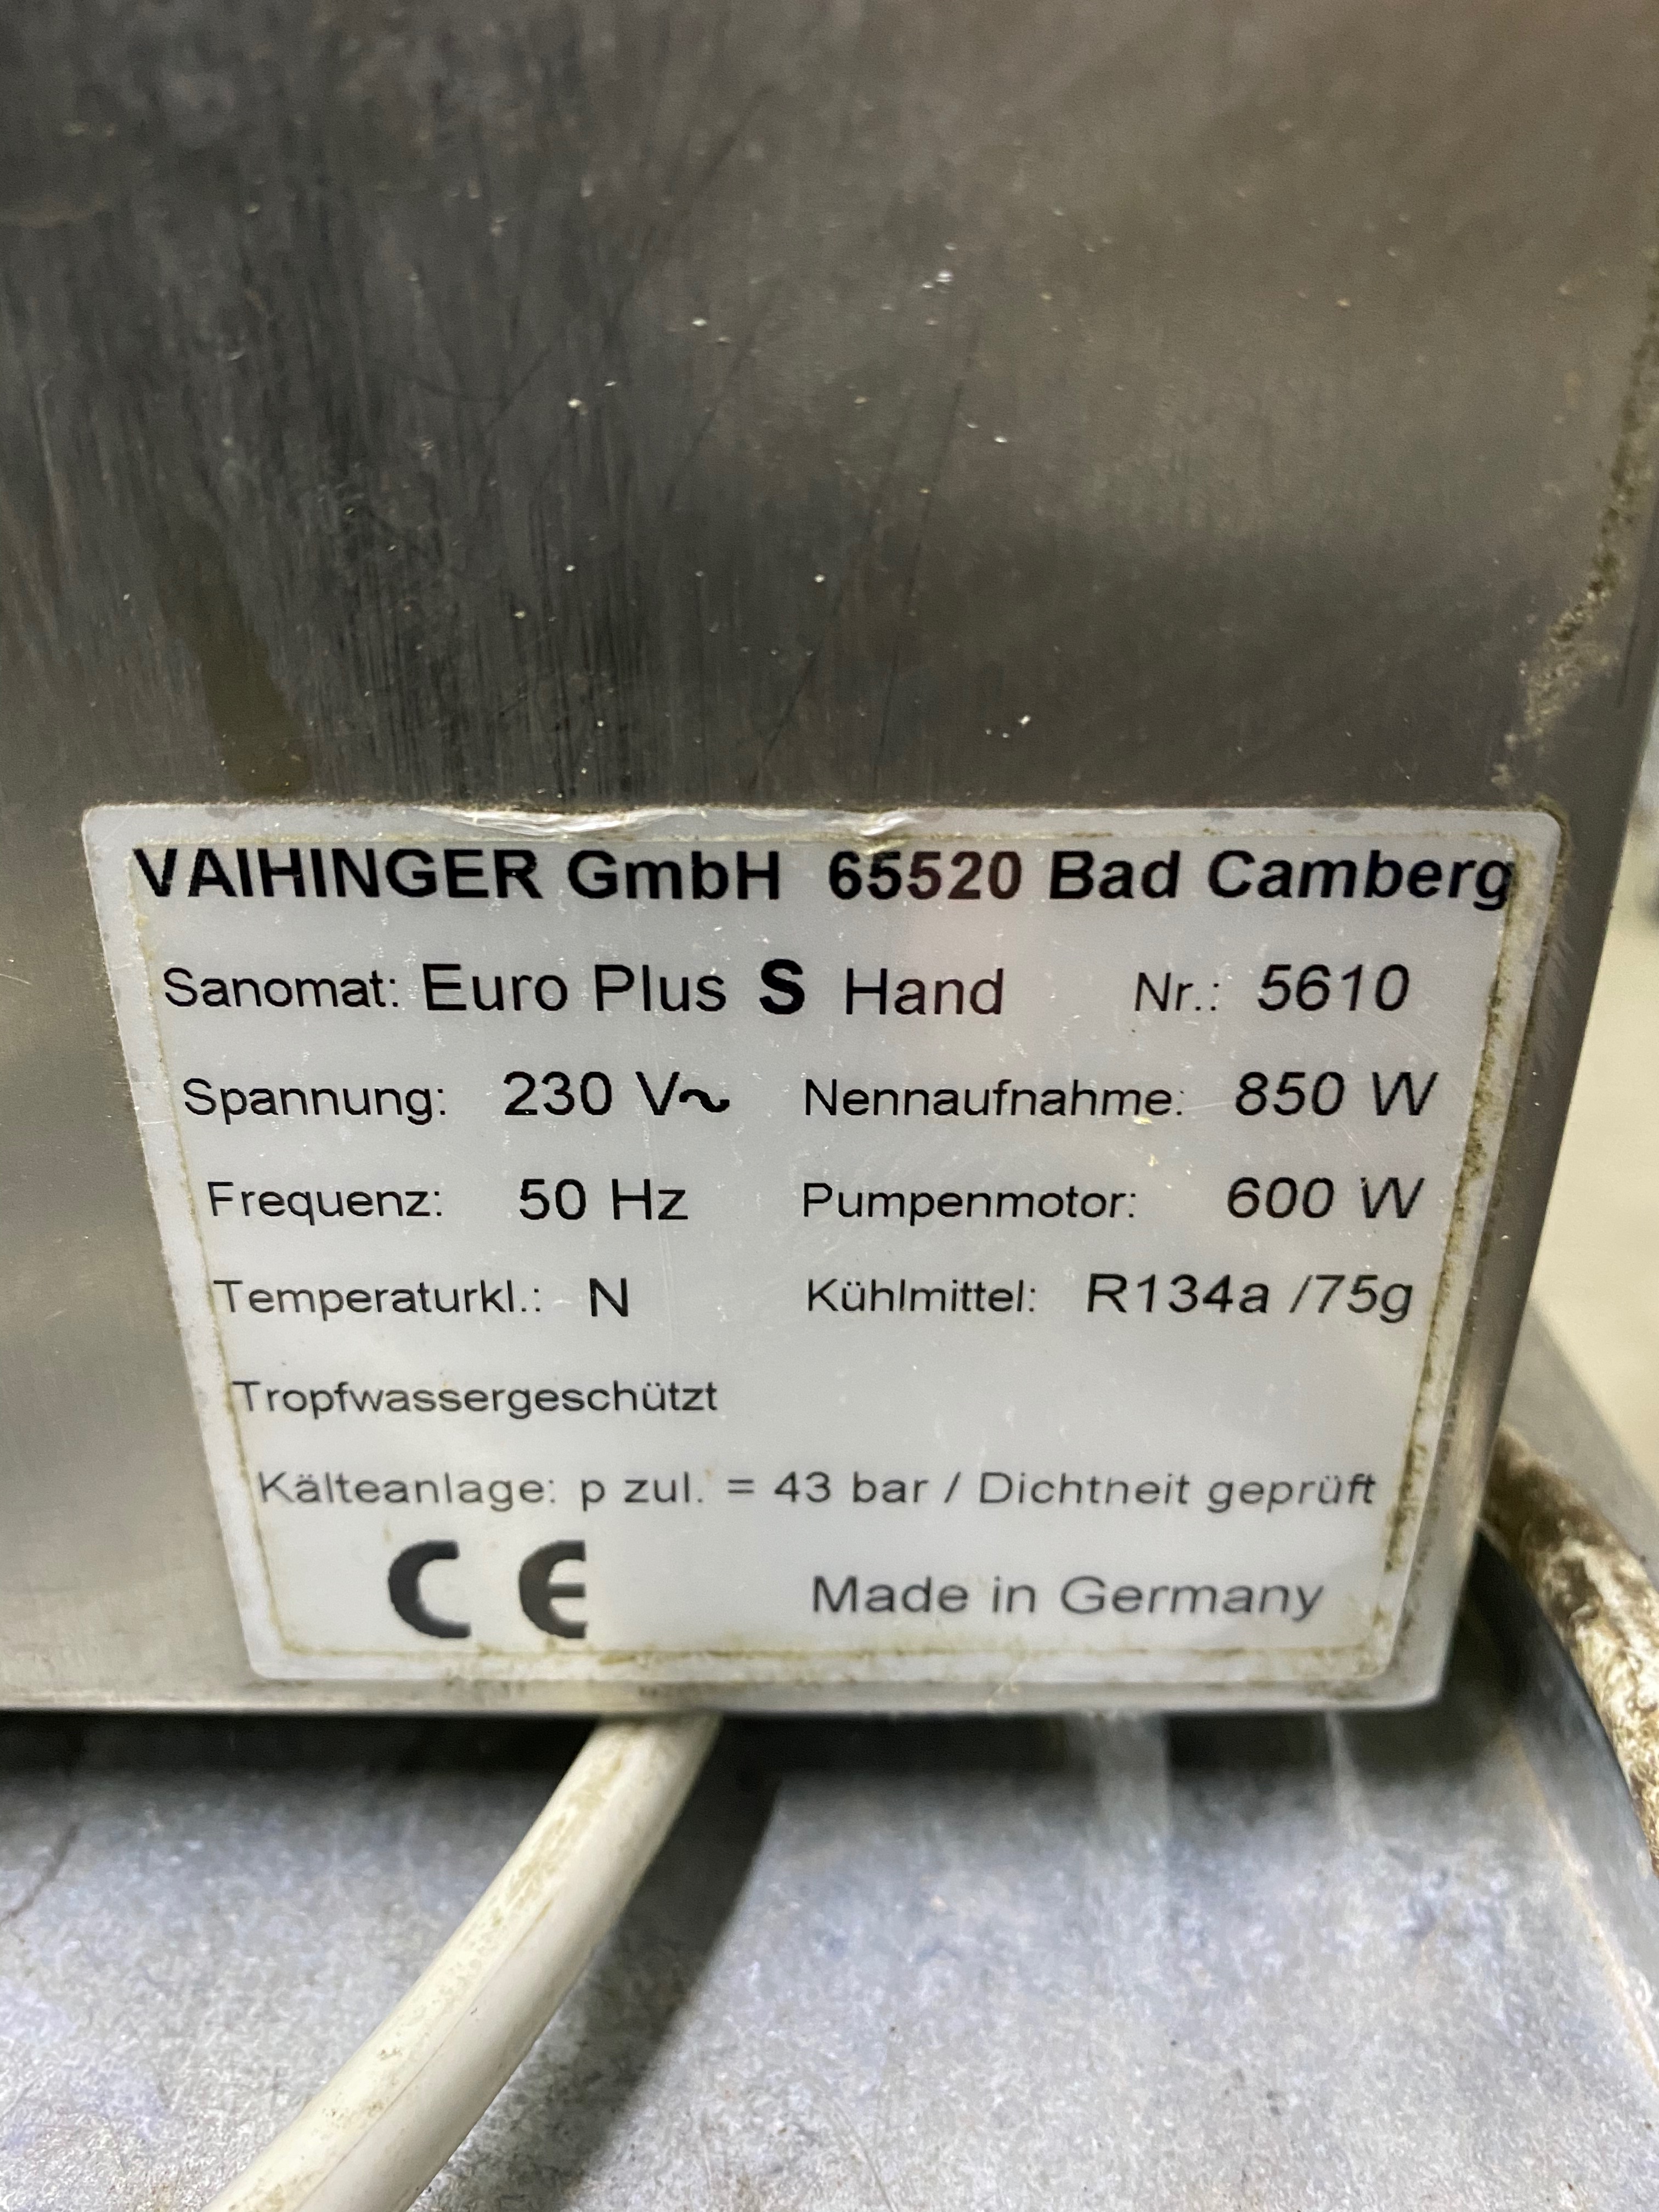 VAIHINGER GmbH 65520 Bad Camberg
Sanomat: Euro Plus S Hand Nr.: 5610
Spannung: 230 V~ Nennaufnahme: 850 W
Frequenz: 50 Hz Pumpenmotor: 600 W
Temperaturkl.: N Kühlmittel: R134a /75g
Tropfwassergeschützt
Kälteanlage: p zul. = 43 bar / Dichtheit geprüft
CE Made in Germany